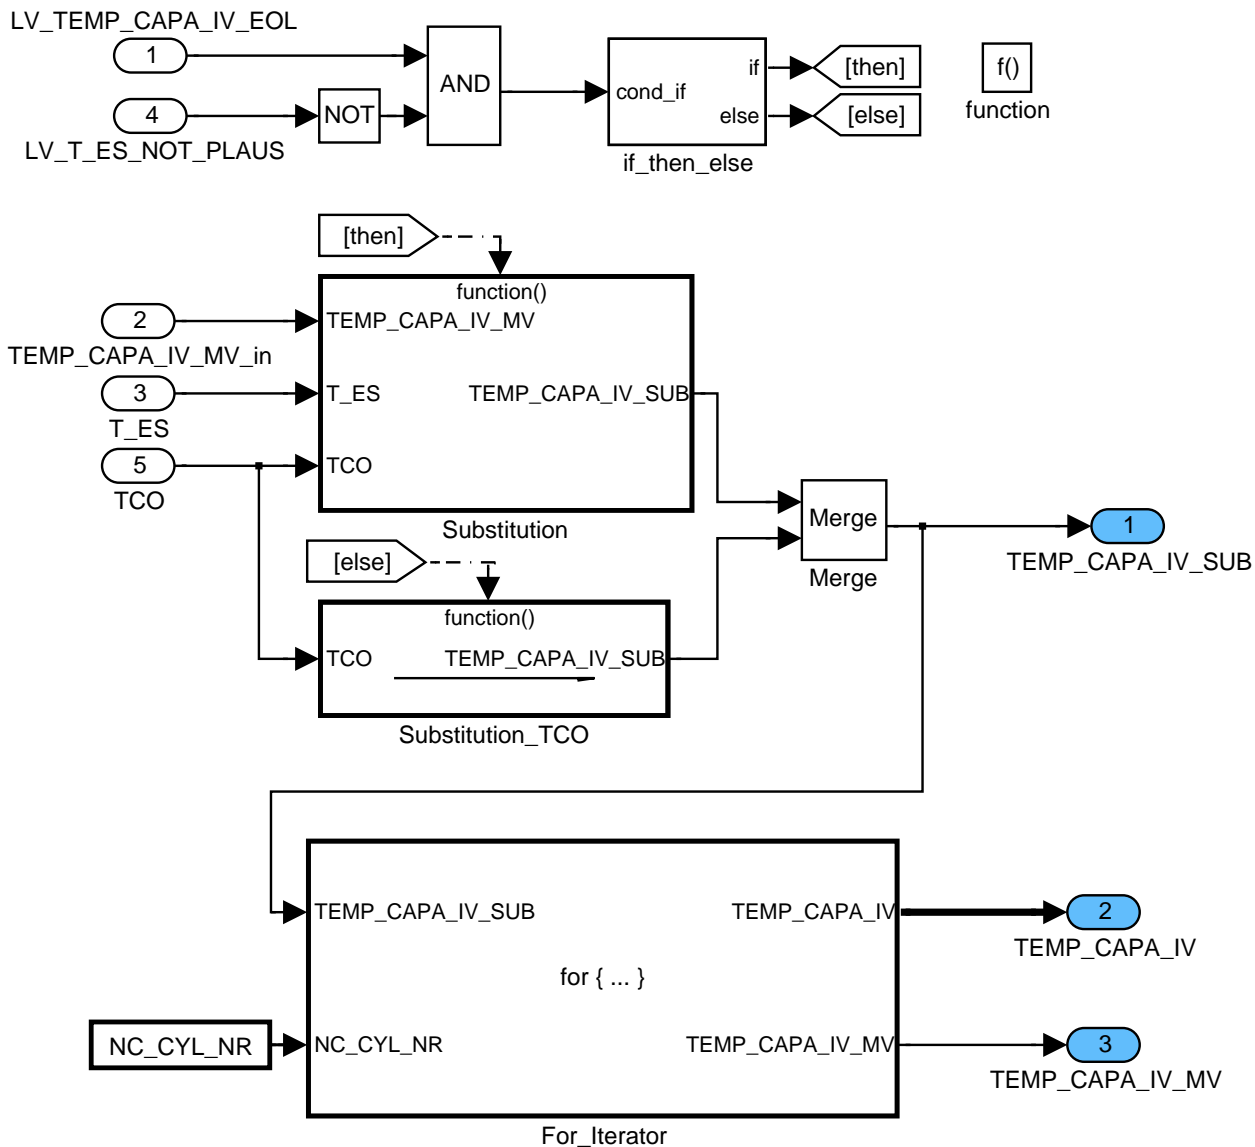 LV_TEMP_CAPA_IV_EOL
1
4
LV_T_ES_NOT_PLAUS
NOT
AND
cond_if
if
else
if_then_else
[then]
[else]
f()
function
[then]
function()
2
TEMP_CAPA_IV_MV_in
TEMP_CAPA_IV_MV
3
T_ES
T_ES
TEMP_CAPA_IV_SUB
5
TCO
TCO
Substitution
Merge
Merge
1
TEMP_CAPA_IV_SUB
[else]
function()
TCO
TEMP_CAPA_IV_SUB
Substitution_TCO
TEMP_CAPA_IV_SUB
TEMP_CAPA_IV
2
TEMP_CAPA_IV
for { ... }
NC_CYL_NR
NC_CYL_NR
TEMP_CAPA_IV_MV
3
TEMP_CAPA_IV_MV
For_Iterator